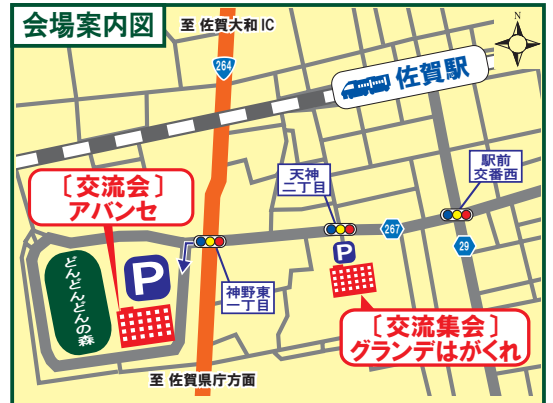 会場案内図
至 佐賀大和IC
N
264
佐賀駅
駅前
交番西
天神
二丁目
〔交流会〕
アバンセ
267
29
P
P
どんどんどんの森
神野東
一丁目
〔交流集会〕
グランデはがくれ
至 佐賀県庁方面